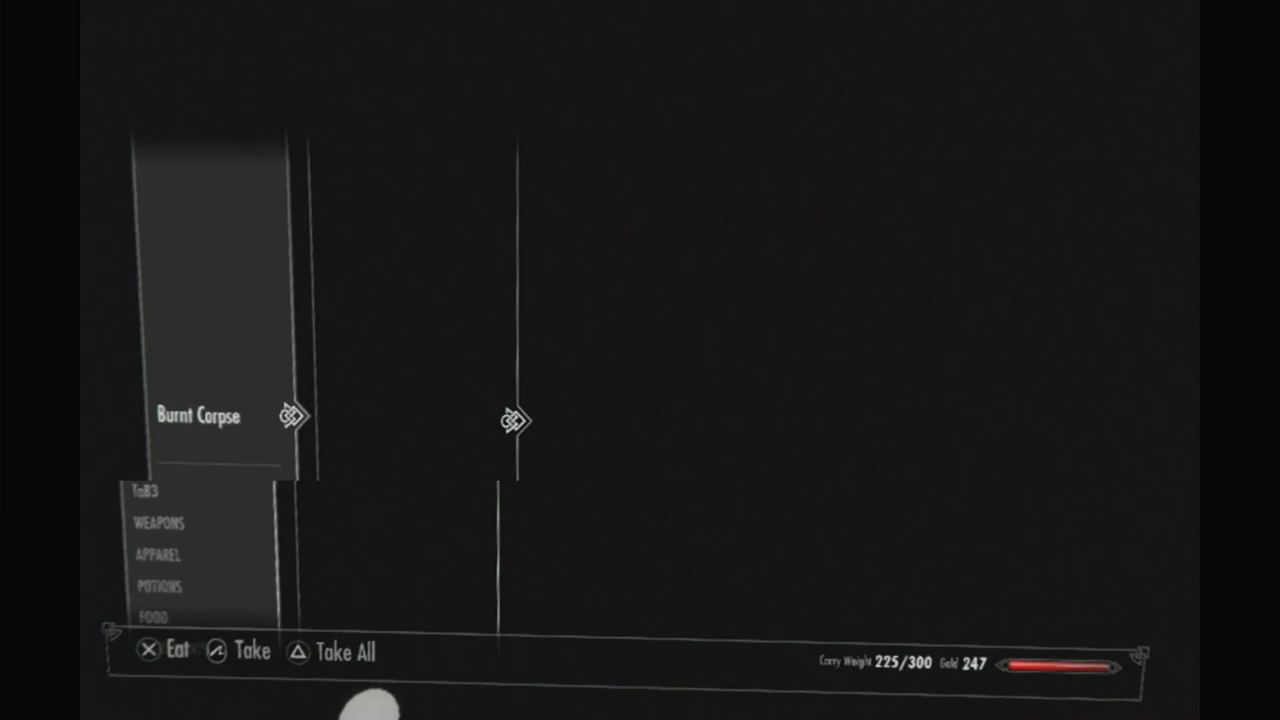 Burnt Corpse
WEAPONS
APPAREL
POTIONS
FOOD
Eat Take Take All
Carry Weight 225/300 Gold 247